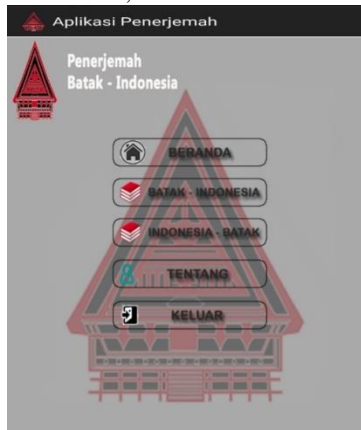 Aplikasi Penerjemah
Penerjemah
Batak - Indonesia
BERANDA
BATAK - INDONESIA
INDONESIA - BATAK
TENTANG
KELUAR